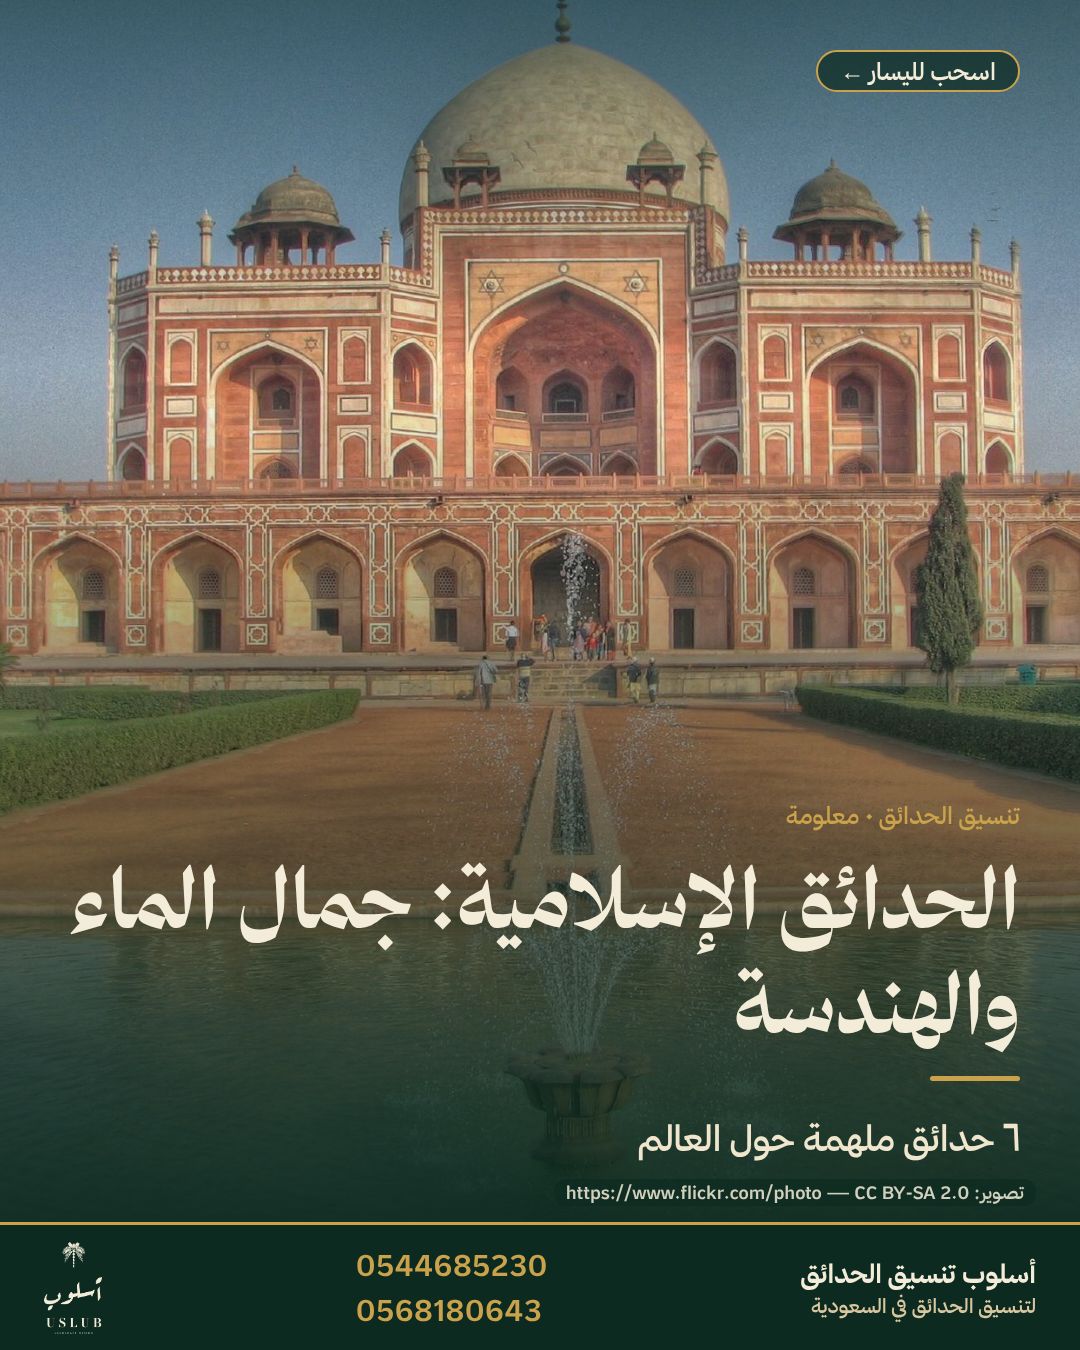 اسحب لليسار ←
تنسيق الحدائق • معلومة
الحدائق الإسلامية: جمال الماء
والهندسة
٦ حدائق ملهمة حول العالم
تصوير: https://www.flickr.com/photo — CC BY-SA 2.0
أسلوب تنسيق الحدائق
لتنسيق الحدائق في السعودية
0544685230
0568180643
أسلوب
USLUB